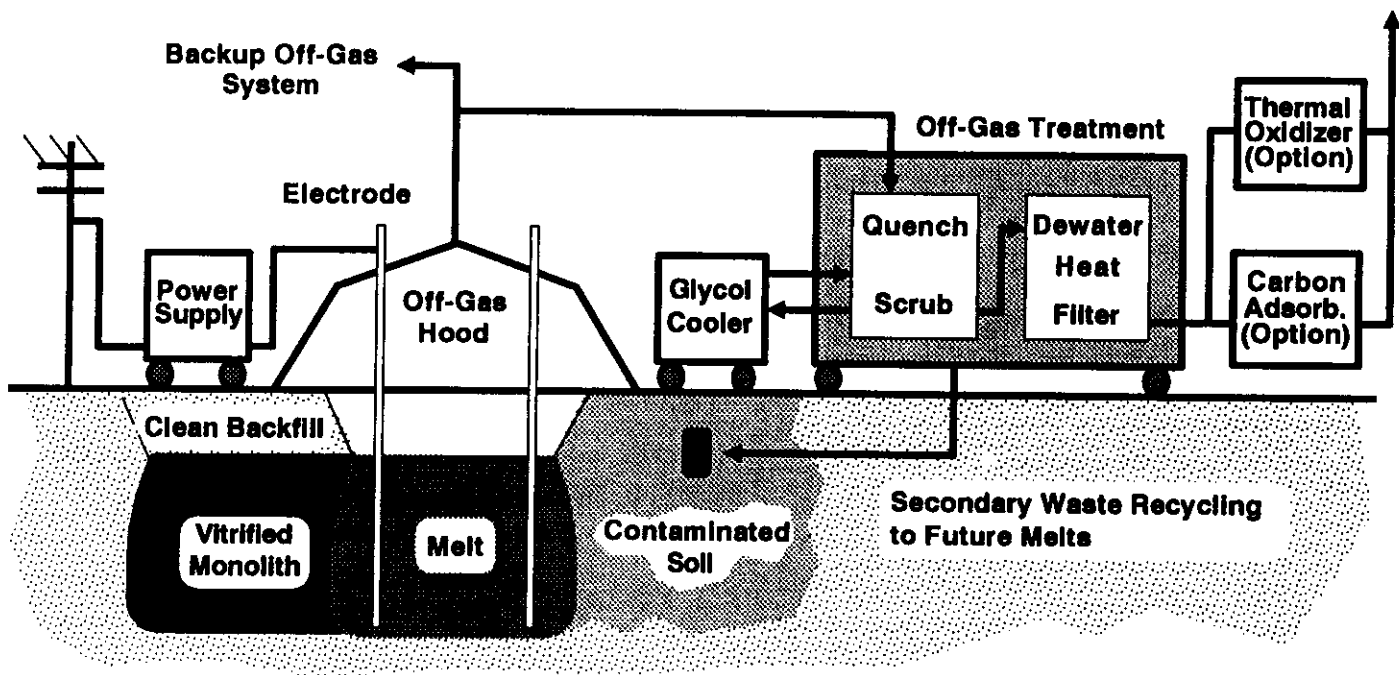 Backup Off-Gas
System
Off-Gas Treatment
Thermal
Oxidizer
(Option)
Electrode
Quench
Scrub
Dewater
Heat
Filter
Power
Supply
Off-Gas
Hood
Glycol
Cooler
Carbon
Adsorb.
(Option)
Clean Backfill
Vitrified
Monolith
Melt
Contaminated
Soil
Secondary Waste Recycling
to Future Melts